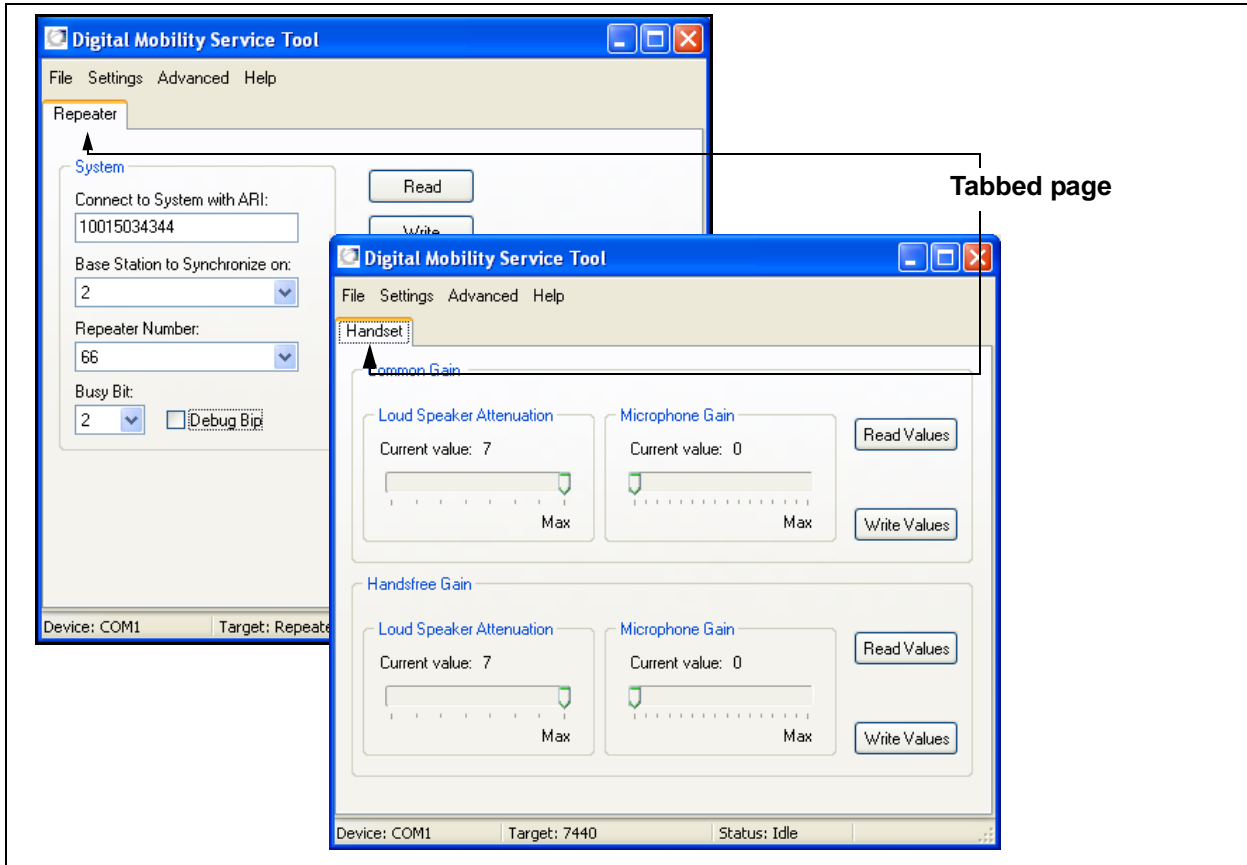 Digital Mobility Service Tool
File Settings Advanced Help
Repeater
System
Connect to System with ARI:
10015034344
Base Station to Synchronize on:
2
Repeater Number:
66
Busy Bit:
2 Debug Bip
Read
Write
Device: COM1 Target: Repeate
Tabbed page
Digital Mobility Service Tool
File Settings Advanced Help
Handset
Common Gain
Loud Speaker Attenuation
Current value: 7
Max
Microphone Gain
Current value: 0
Max
Read Values
Write Values
Handsfree Gain
Loud Speaker Attenuation
Current value: 7
Max
Microphone Gain
Current value: 0
Max
Read Values
Write Values
Device: COM1 Target: 7440 Status: Idle